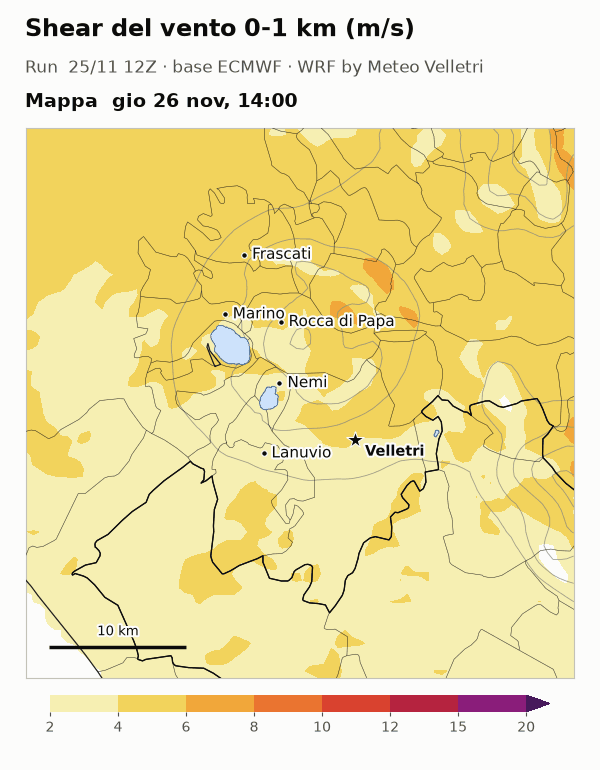 Shear del vento 0-1 km (m/s)
Run 25/11 12Z · base ECMWF · WRF by Meteo Velletri
Mappa gio 26 nov, 14:00
Frascati
Marino
Rocca di Papa
Nemi
Velletri
Lanuvio
10 km
2 4 6 8 10 12 15 20